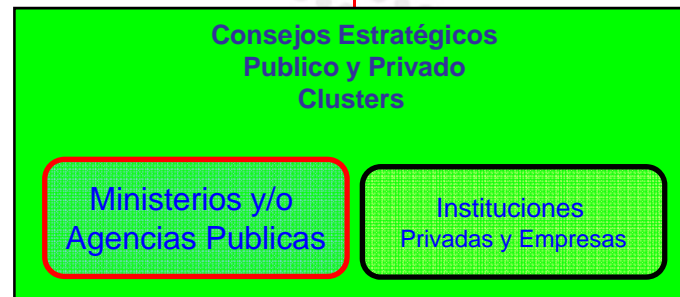 Consejos Estratégicos
Publico y Privado
Clusters
Ministerios y/o
Agencias Publicas
Instituciones
Privadas y Empresas